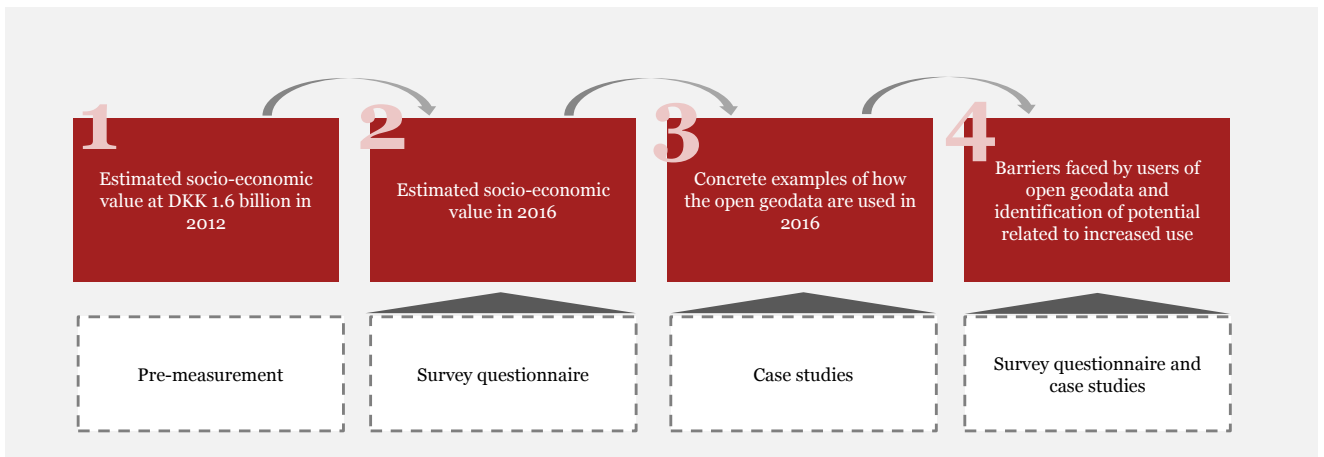 1
Estimated socio-economic
value at DKK 1.6 billion in
2012
2
Estimated socio-economic
value in 2016
3
Concrete examples of how
the open geodata are used in
2016
4
Barriers faced by users of
open geodata and
identification of potential
related to increased use
Pre-measurement
Survey questionnaire
Case studies
Survey questionnaire and
case studies